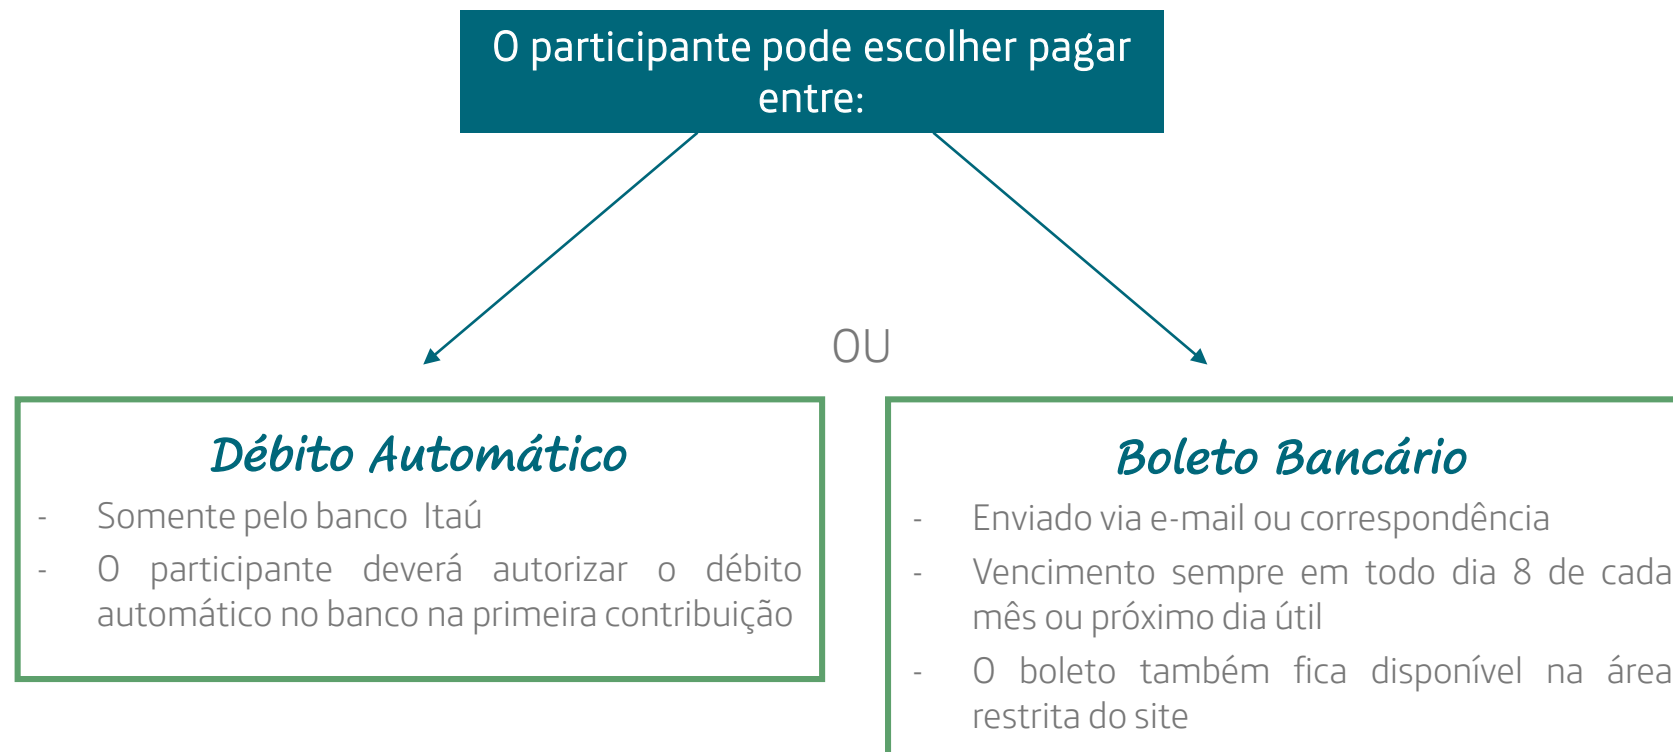 O participante pode escolher pagar
entre:
OU
Débito Automático
- Somente pelo banco Itaú
- O participante deverá autorizar o débito
automático no banco na primeira contribuição
Boleto Bancário
- Enviado via e-mail ou correspondência
- Vencimento sempre em todo dia 8 de cada
mês ou próximo dia útil
- O boleto também fica disponível na área
restrita do site